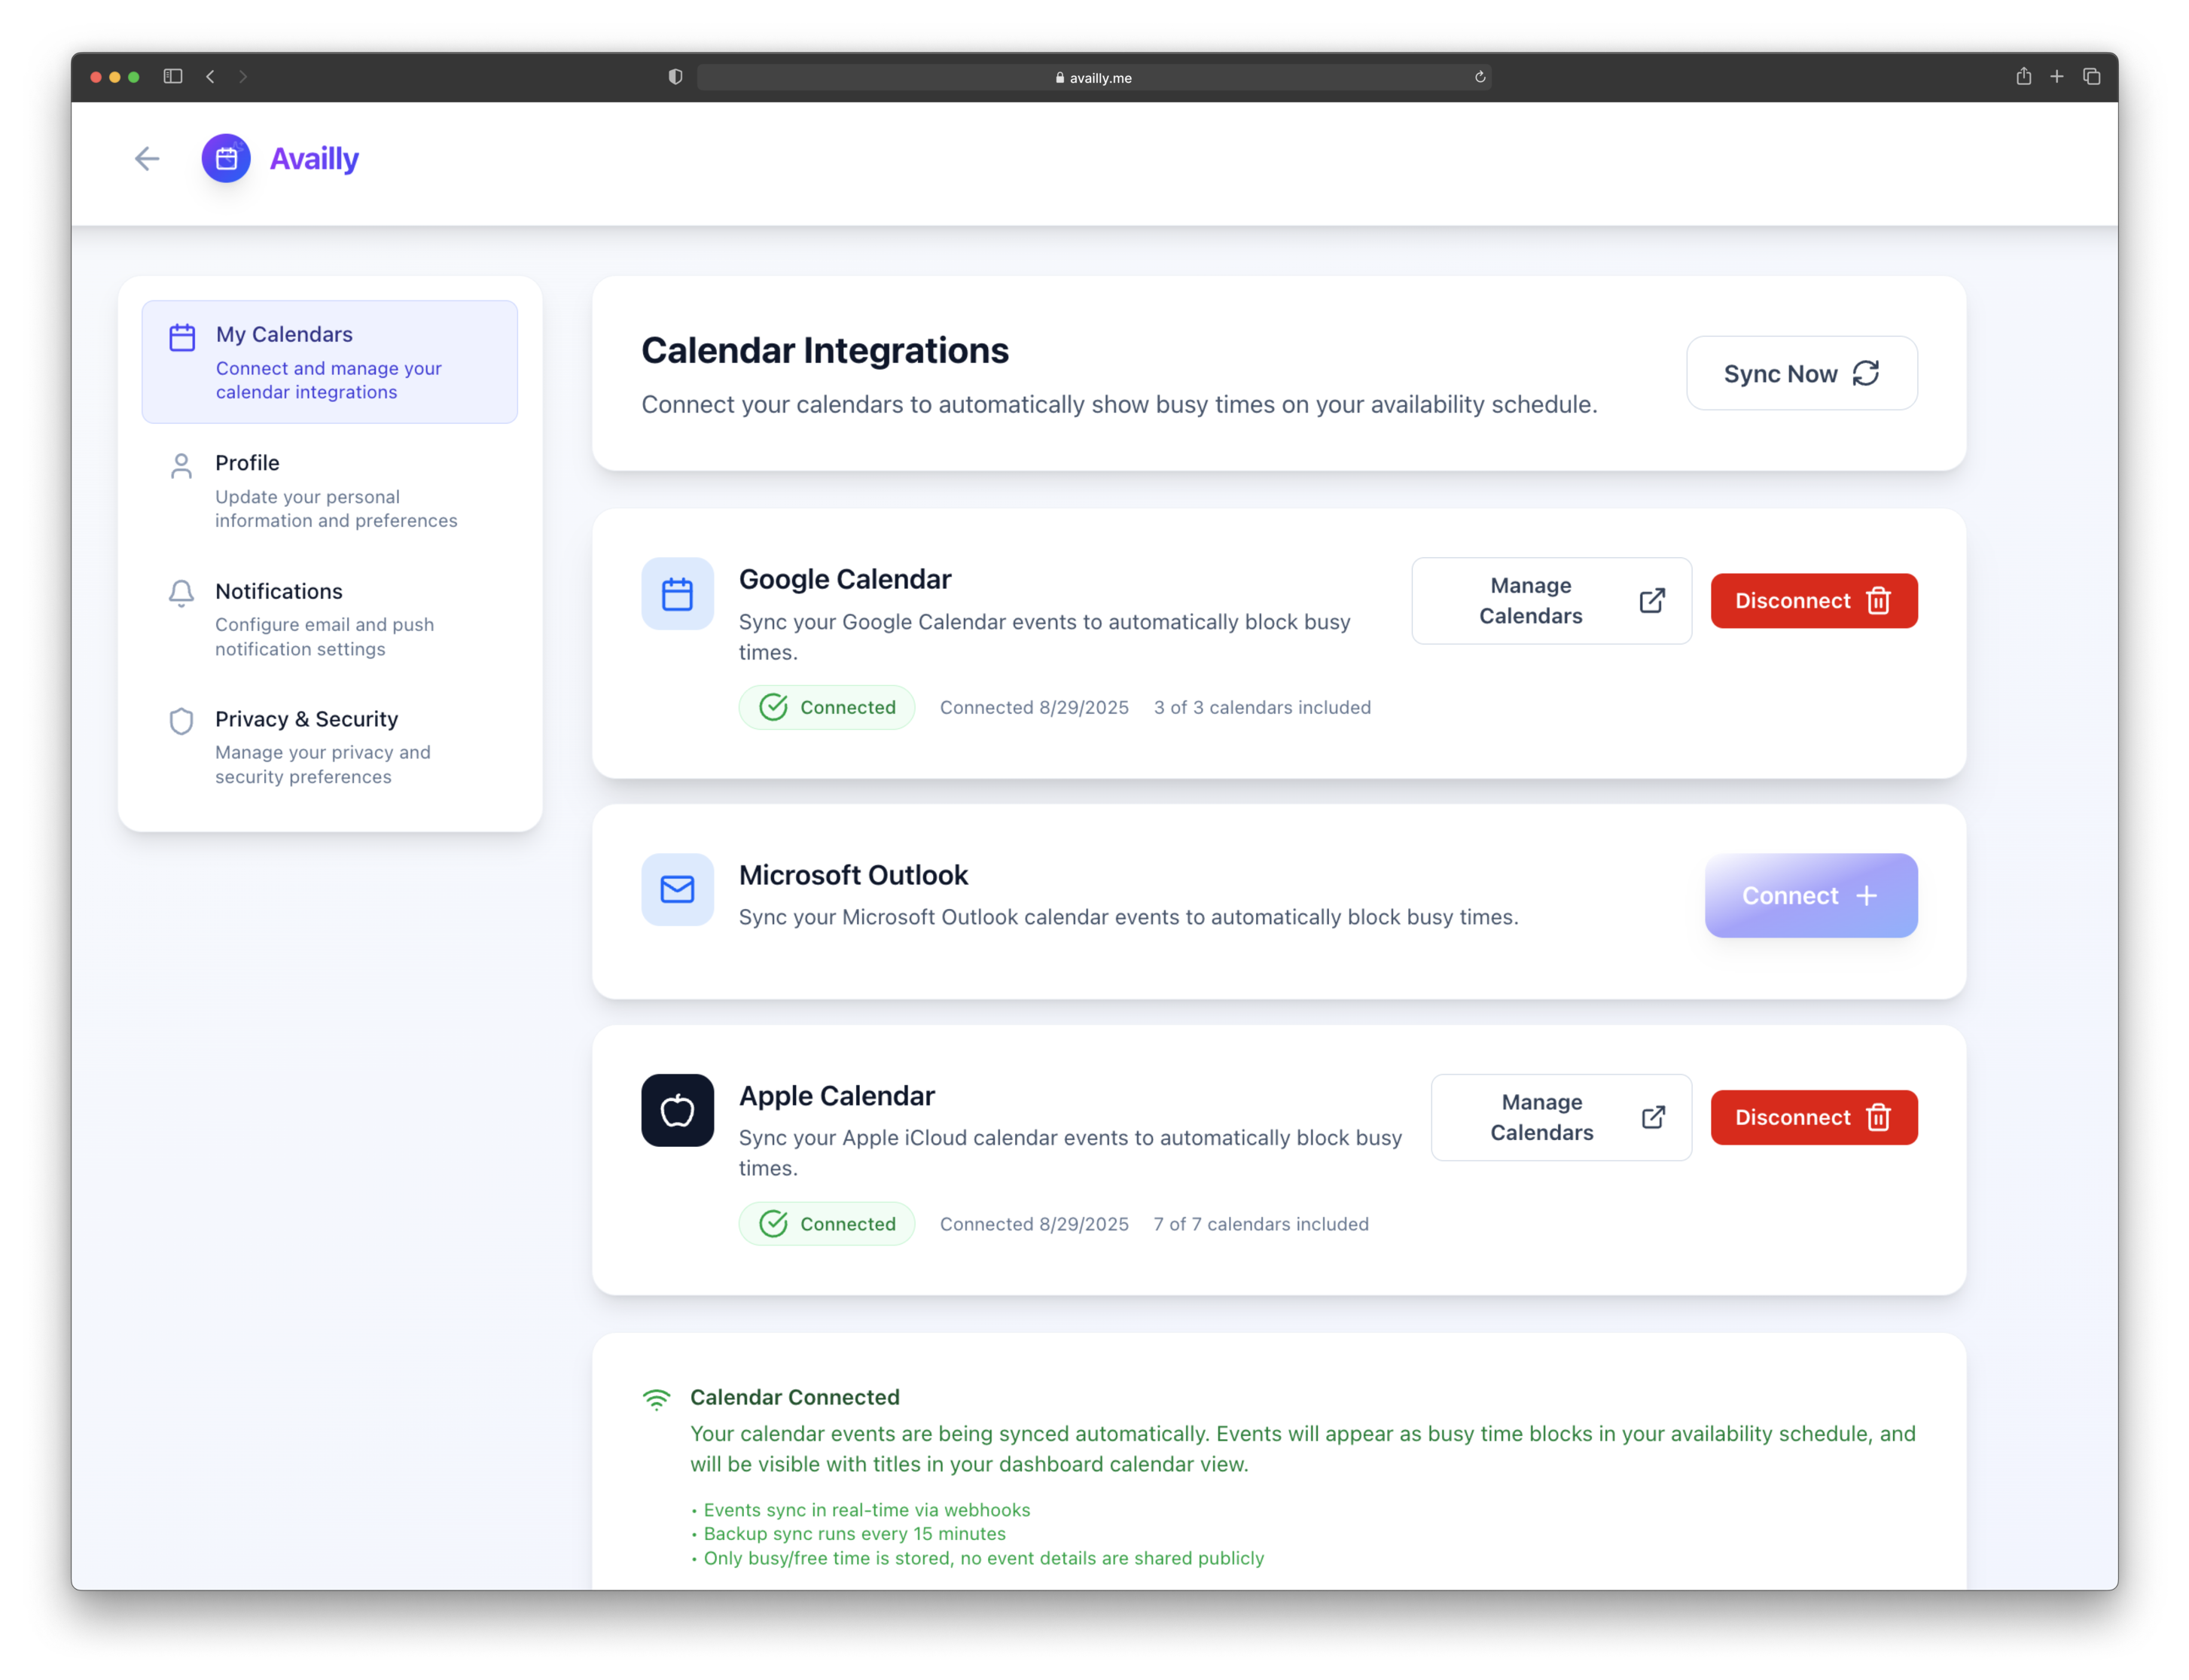 availly.me
Availly
My Calendars
Connect and manage your
calendar integrations
Profile
Update your personal
information and preferences
Notifications
Configure email and push
notification settings
Privacy & Security
Manage your privacy and
security preferences
Calendar Integrations
Connect your calendars to automatically show busy times on your availability schedule.
Sync Now
Google Calendar
Sync your Google Calendar events to automatically block busy
times.
Connected
Connected 8/29/2025
3 of 3 calendars included
Manage
Calendars
Disconnect
Microsoft Outlook
Sync your Microsoft Outlook calendar events to automatically block busy times.
Connect
Apple Calendar
Sync your Apple iCloud calendar events to automatically block busy
times.
Connected
Connected 8/29/2025
7 of 7 calendars included
Manage
Calendars
Disconnect
Calendar Connected
Your calendar events are being synced automatically. Events will appear as busy time blocks in your availability schedule, and
will be visible with titles in your dashboard calendar view.
• Events sync in real-time via webhooks
• Backup sync runs every 15 minutes
• Only busy/free time is stored, no event details are shared publicly